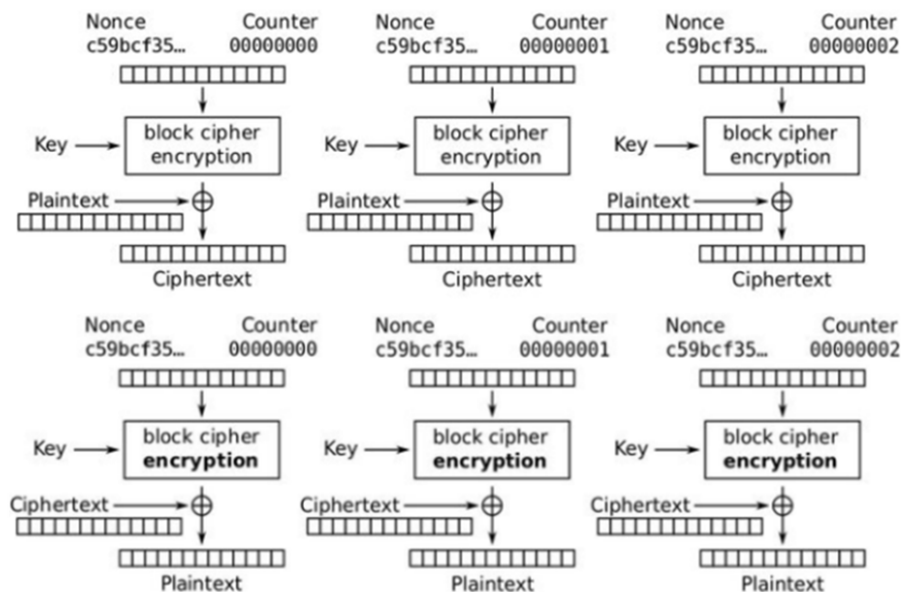 Nonce Counter Nonce Counter Nonce Counter
c59bcf35… 00000000 c59bcf35… 00000001 c59bcf35… 00000002
block cipher block cipher block cipher
Key encryption Key encryption Key encryption
Plaintext Plaintext Plaintext
Ciphertext Ciphertext Ciphertext
Nonce Counter Nonce Counter Nonce Counter
c59bcf35… 00000000 c59bcf35… 00000001 c59bcf35… 00000002
block cipher block cipher block cipher
Key encryption Key encryption Key encryption
Ciphertext Ciphertext Ciphertext
Plaintext Plaintext Plaintext